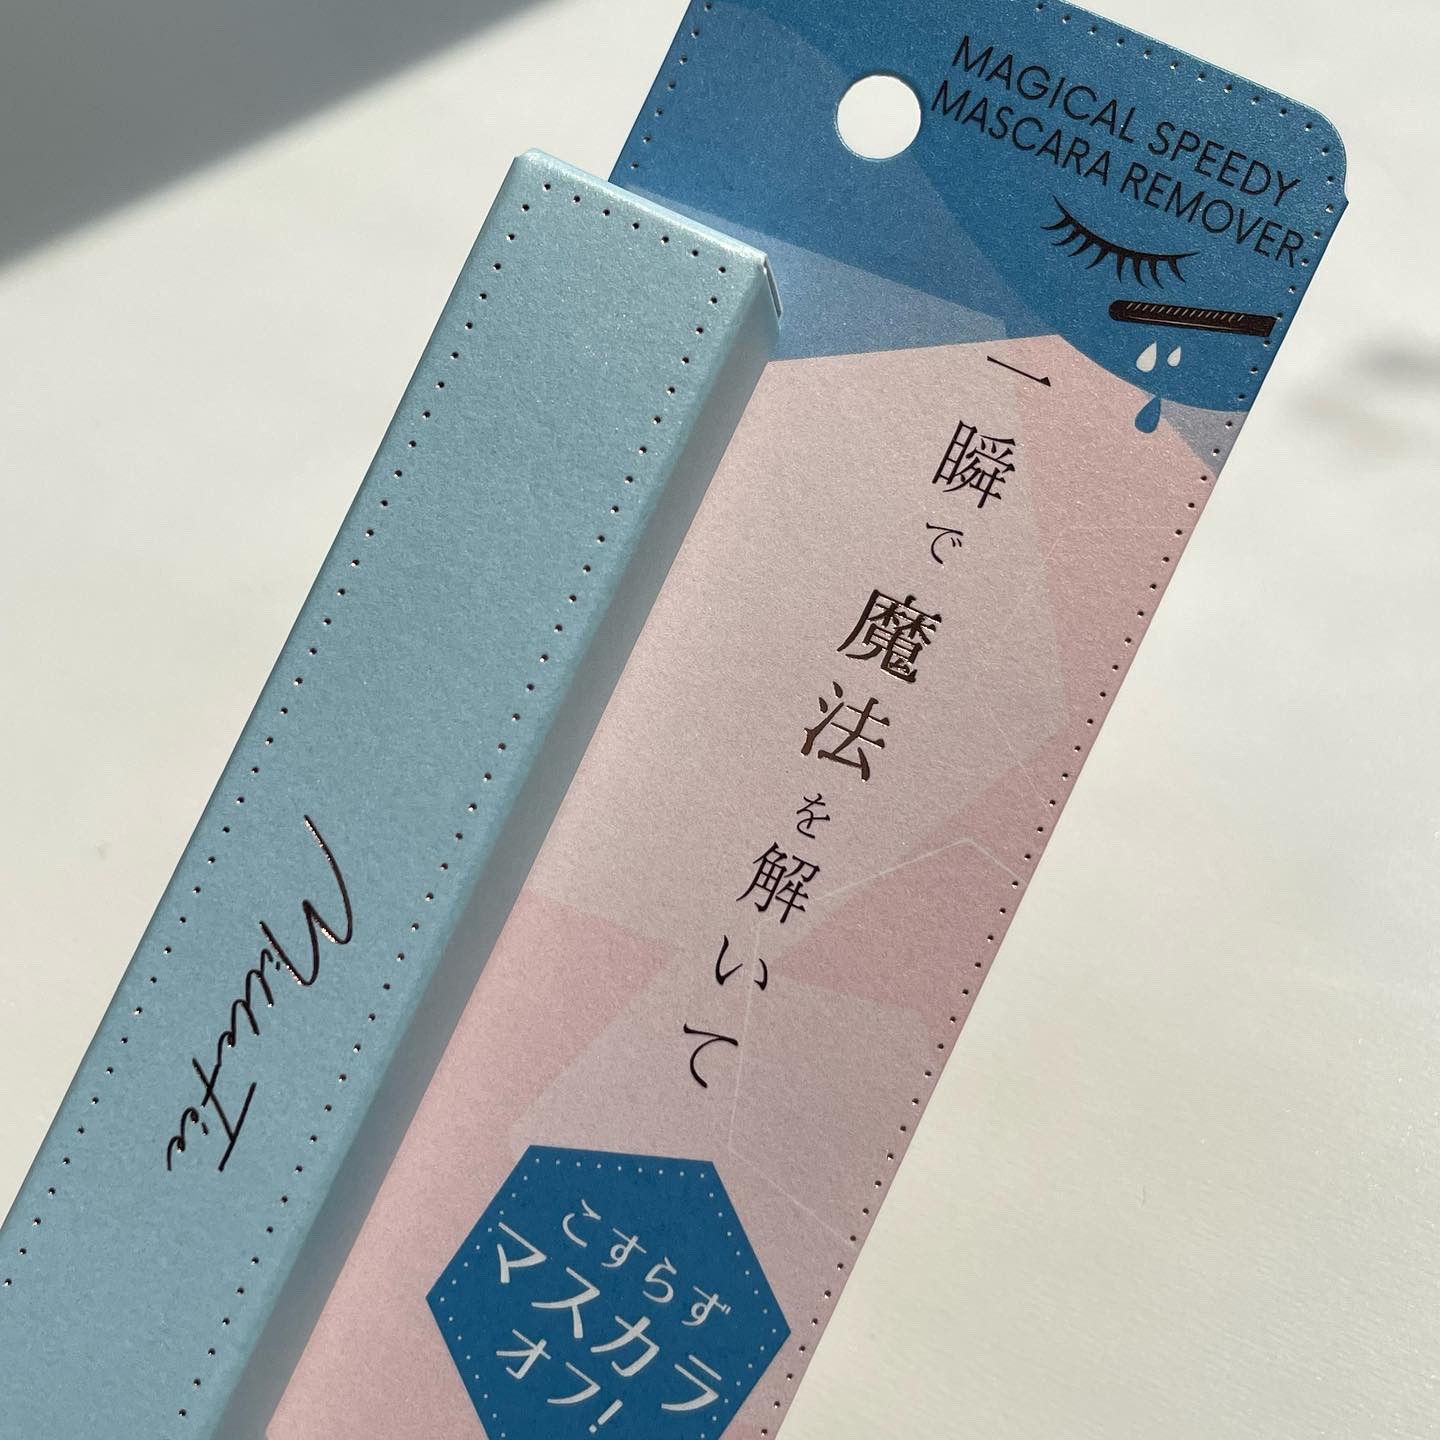 MAGICAL SPEEDY
MASCARA REMOVER
一瞬で魔法を解いて
MilleFée
こすらず
マスカラ
オフ!